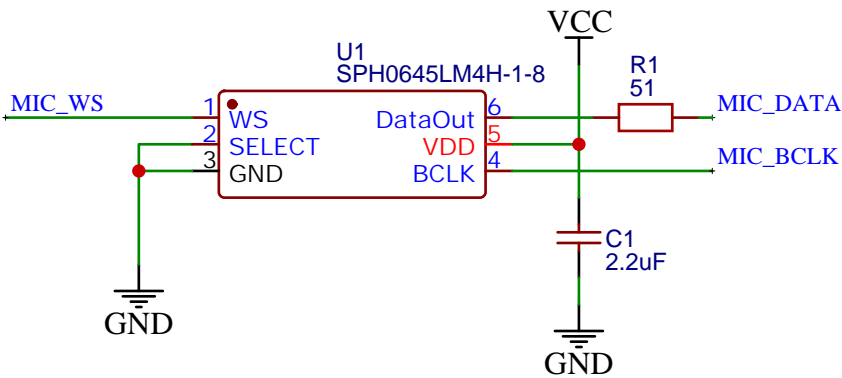 VCC
U1
SPH0645LM4H-1-8
R1
51
MIC_WS
1
WS
DataOut
6
MIC_DATA
2
SELECT
VDD
5
3
GND
BCLK
4
MIC_BCLK
C1
2.2uF
GND
GND